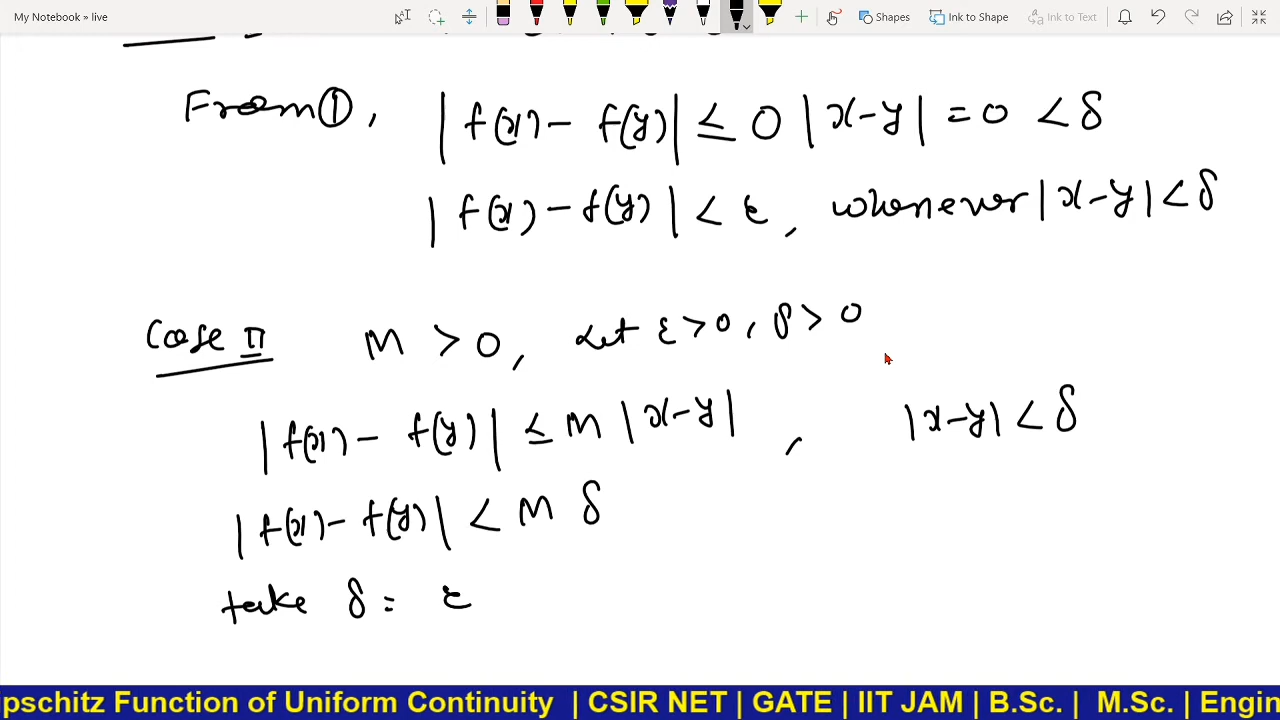 My Notebook » live
Shapes
Ink to Shape
Ink to Text
From ①, |f(x) - f(y)| ≤ 0 |x-y| = 0 < δ
|f(x) - f(y)| < ε, whenever |x-y| < δ
Case II M > 0, Let ε > 0, δ > 0
|f(x) - f(y)| ≤ M |x-y|, |x-y| < δ
|f(x) - f(y)| < M δ
take δ = ε
pschitz Function of Uniform Continuity | CSIR NET | GATE | IIT JAM | B.Sc. | M.Sc. | Engin